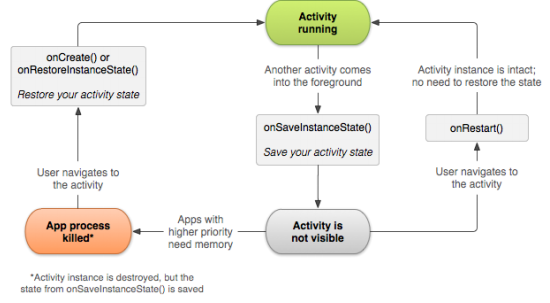 Activity
running
onCreate() or
onRestoreInstanceState()
Restore your activity state
Another activity comes
into the foreground
Activity instance is intact;
no need to restore the state
onSaveInstanceState()
Save your activity state
onRestart()
User navigates to
the activity
User navigates to
the activity
App process
killed*
Apps with
higher priority
need memory
Activity is
not visible
*Activity instance is destroyed, but the
state from onSaveInstanceState() is saved